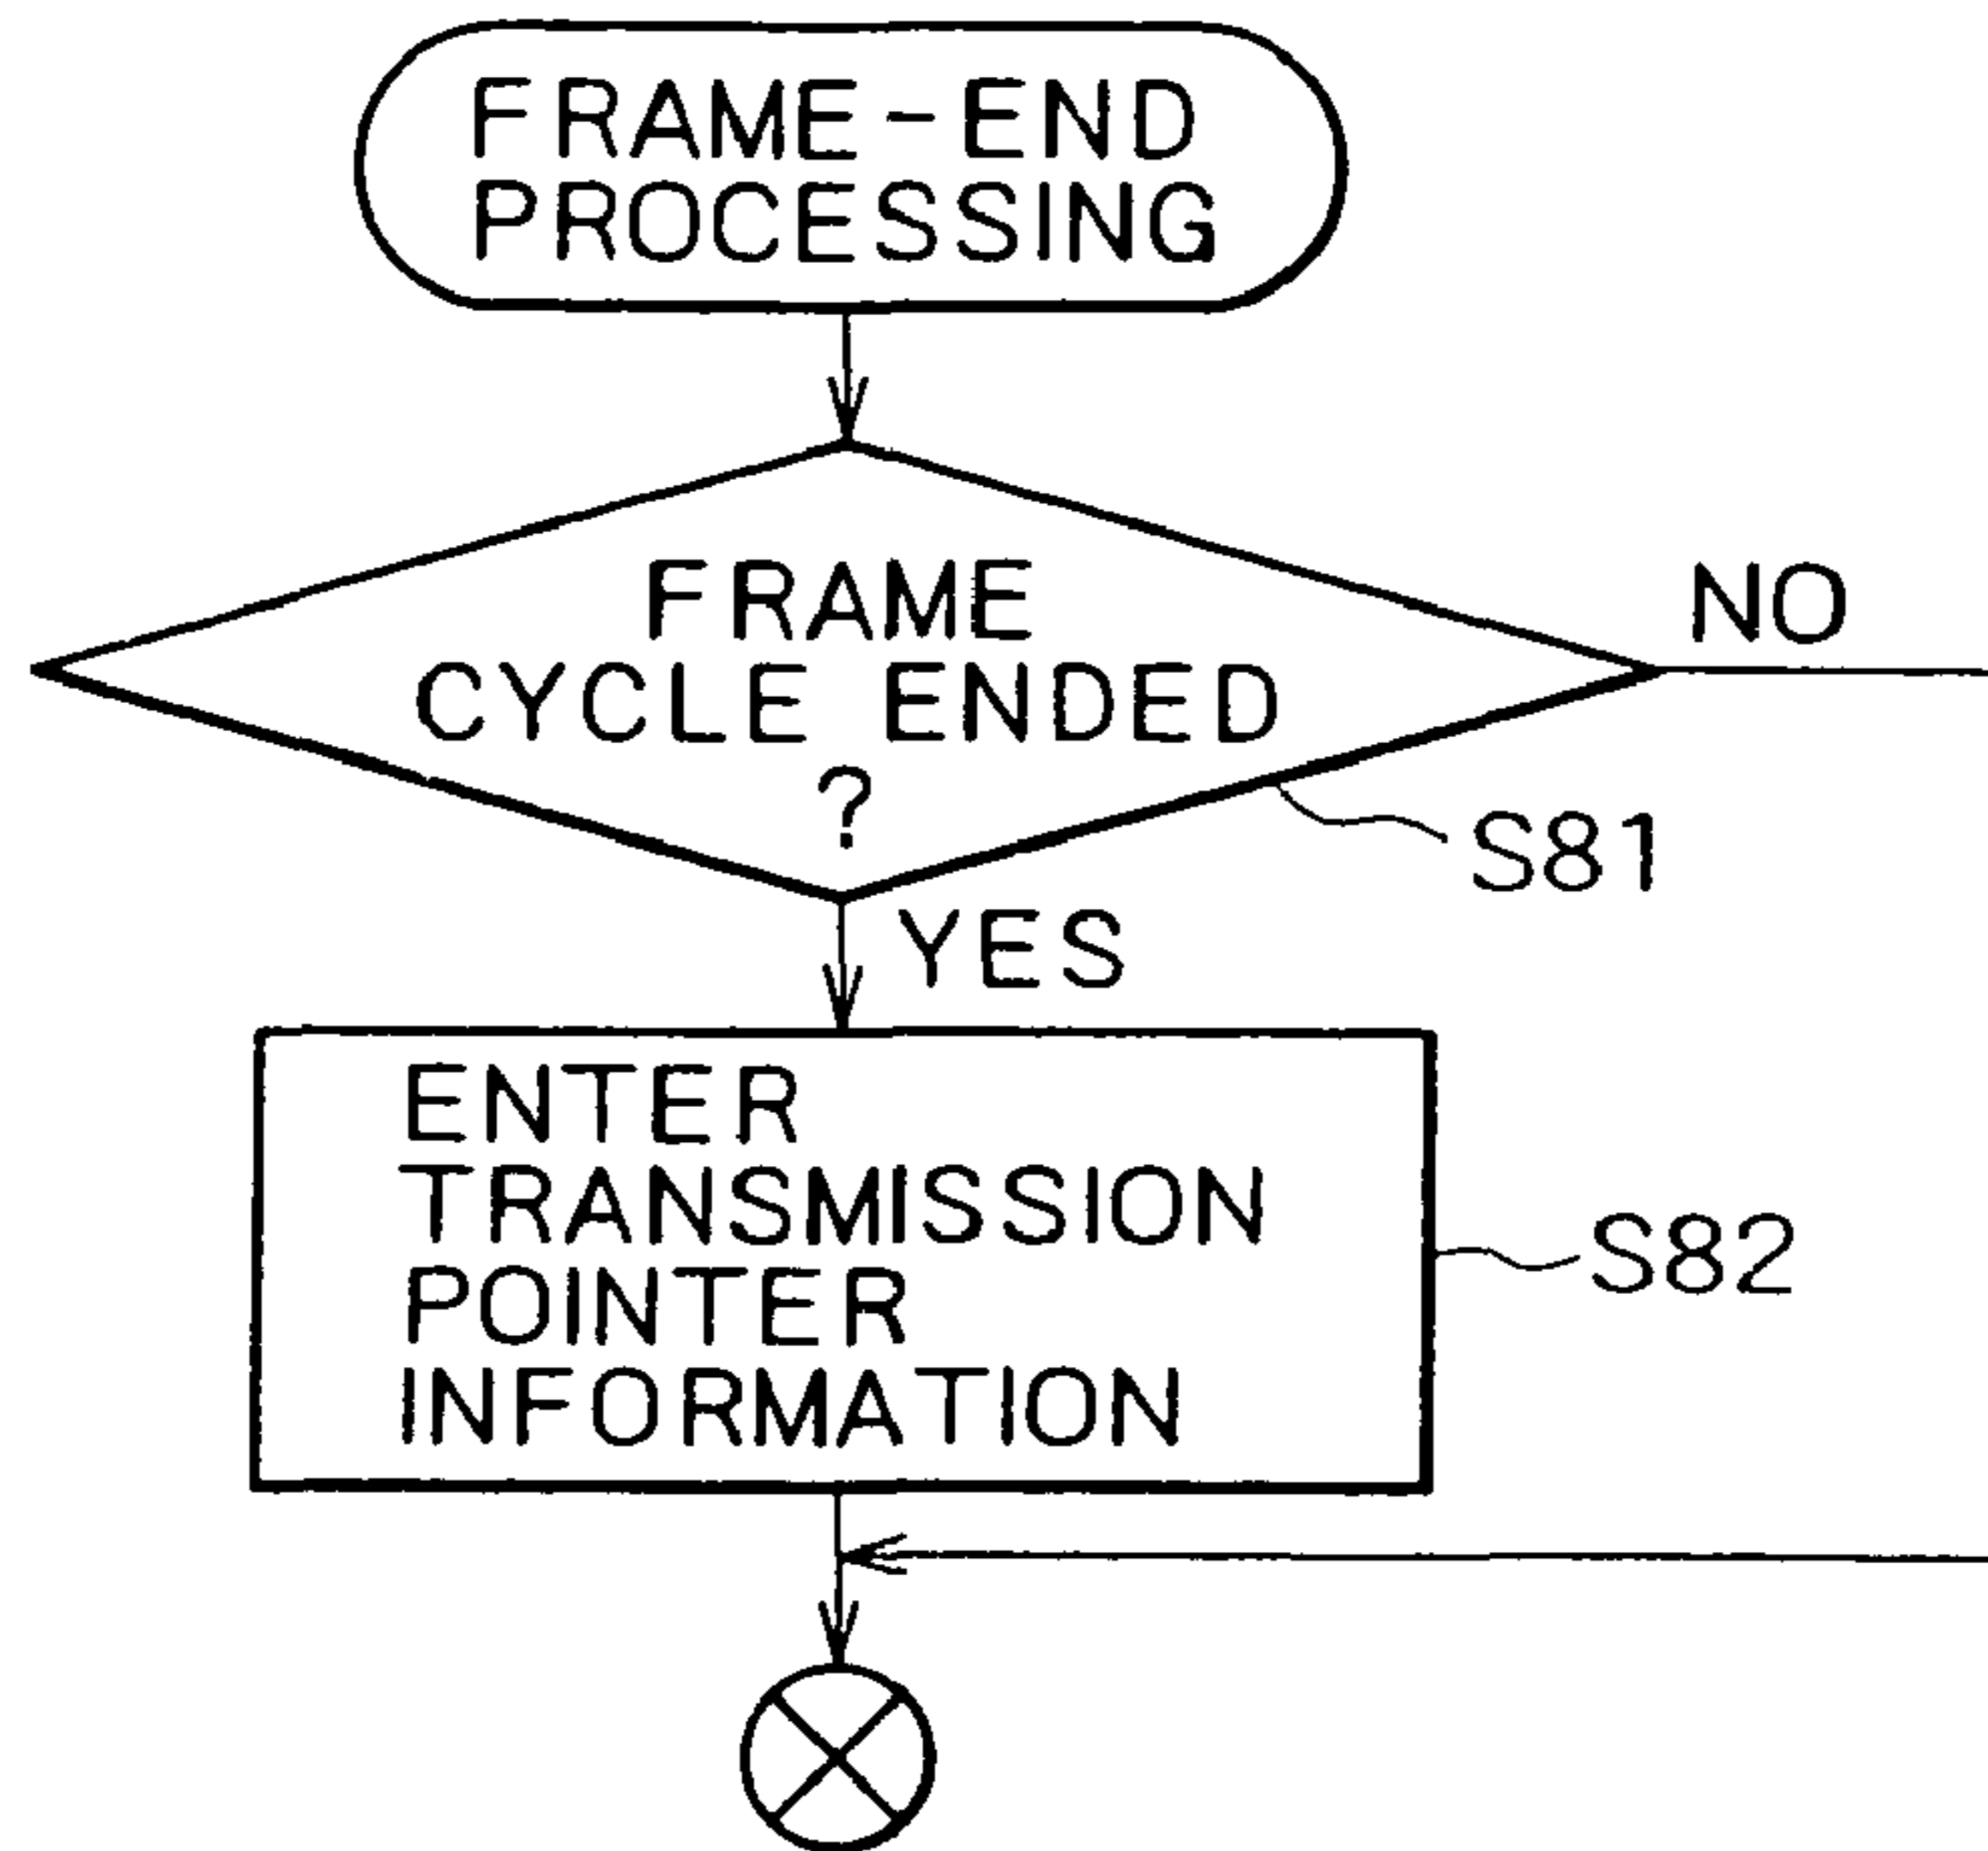 FRAME-END
PROCESSING
FRAME
CYCLE ENDED
?
NO
S81
YES
ENTER
TRANSMISSION
POINTER
INFORMATION
S82